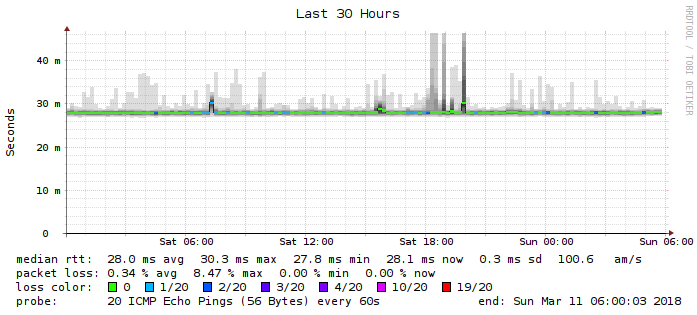 Last 30 Hours
RRDTOOL / TOBI OETIKER
Seconds
40 m
30 m
20 m
10 m
0
Sat 06:00 Sat 12:00 Sat 18:00 Sun 00:00 Sun 06:00
median rtt: 28.0 ms avg 30.3 ms max 27.8 ms min 28.1 ms now 0.3 ms sd 100.6 am/s
packet loss: 0.34 % avg 8.47 % max 0.00 % min 0.00 % now
loss color: 0 1/20 2/20 3/20 4/20 10/20 19/20
probe: 20 ICMP Echo Pings (56 Bytes) every 60s end: Sun Mar 11 06:00:03 2018